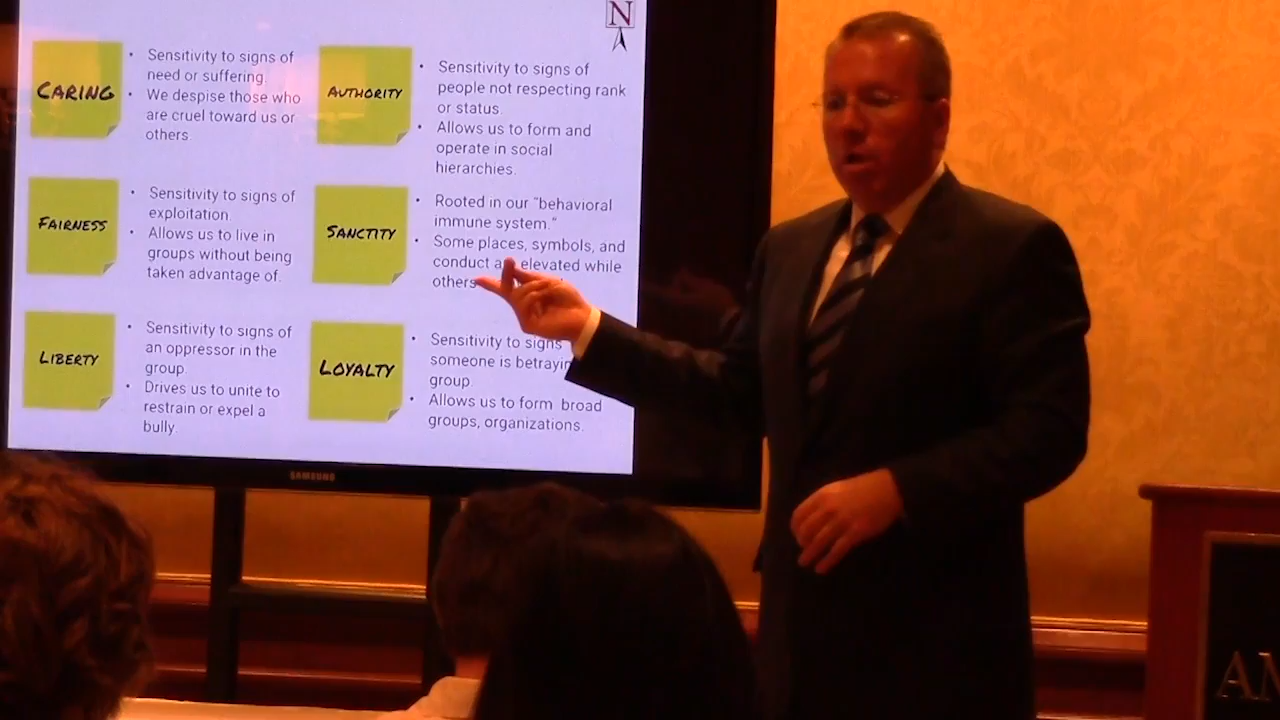 N
CARING
• Sensitivity to signs of
need or suffering.
• We despise those who
are cruel toward us or
others.
FAIRNESS
• Sensitivity to signs of
exploitation.
• Allows us to live in
groups without being
taken advantage of.
LIBERTY
• Sensitivity to signs of
an oppressor in the
group.
• Drives us to unite to
restrain or expel a
bully.
AUTHORITY
• Sensitivity to signs of
people not respecting rank
or status.
• Allows us to form and
operate in social
hierarchies.
SANCTITY
• Rooted in our "behavioral
immune system."
• Some places, symbols, and
conduct elevated while
others
LOYALTY
• Sensitivity to signs
someone is
group.
• Allows us to form broad
groups, organizations.
SAMSUNG